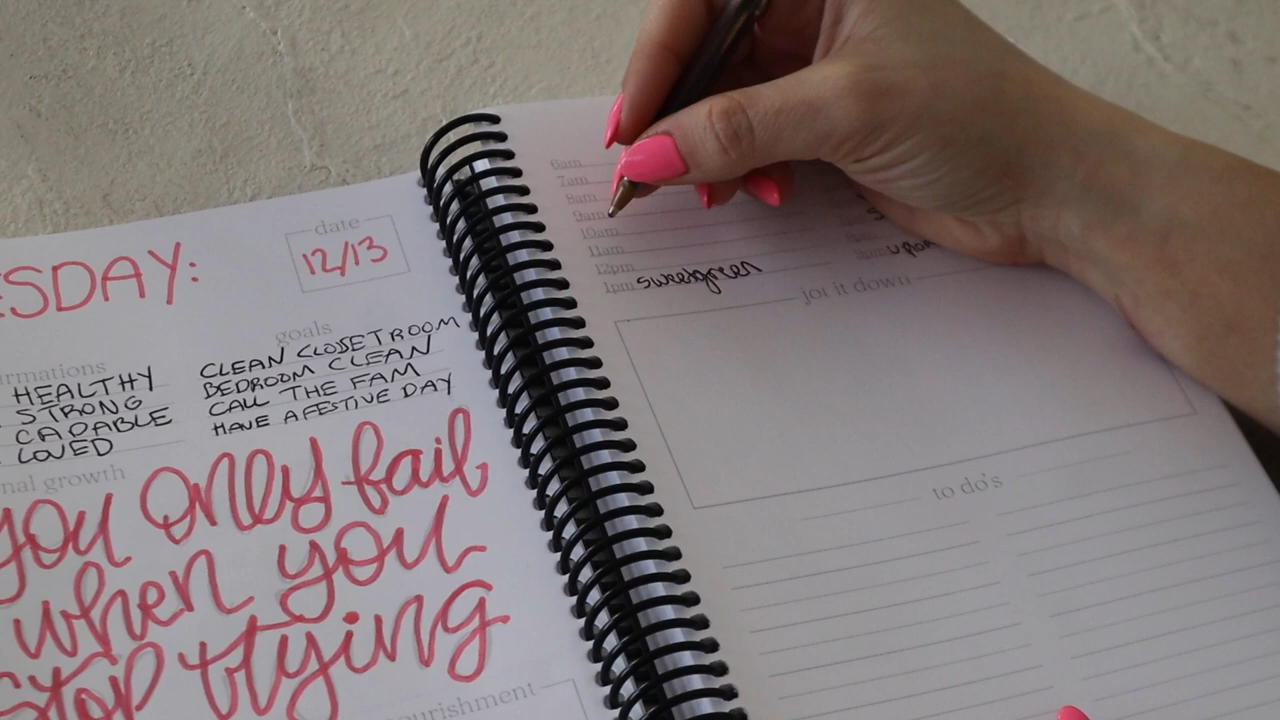 ESDAY:
date
12/13
rmations
HEALTHY
STRONG
CAPABLE
LOVED
goals
CLEAN CLOSET ROOM
BEDROOM CLEAN
CALL THE FAM
HAVE A FESTIVE DAY
nal growth
you only fail
when you
stop trying
ourishment
6am
7am
8am
9am
10am
11am
12pm
1pm sweetgreen
jot it down
to do's